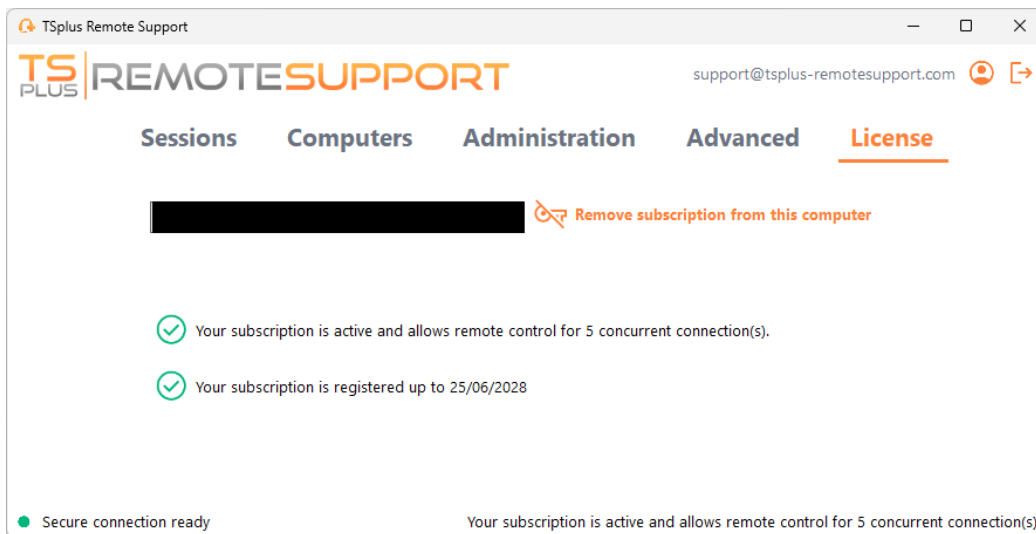 TSplus Remote Support
TS PLUS REMOTESUPPORT
support@tsplus-remotesupport.com
Sessions Computers Administration Advanced License
Remove subscription from this computer
Your subscription is active and allows remote control for 5 concurrent connection(s).
Your subscription is registered up to 25/06/2028
Secure connection ready
Your subscription is active and allows remote control for 5 concurrent connection(s)